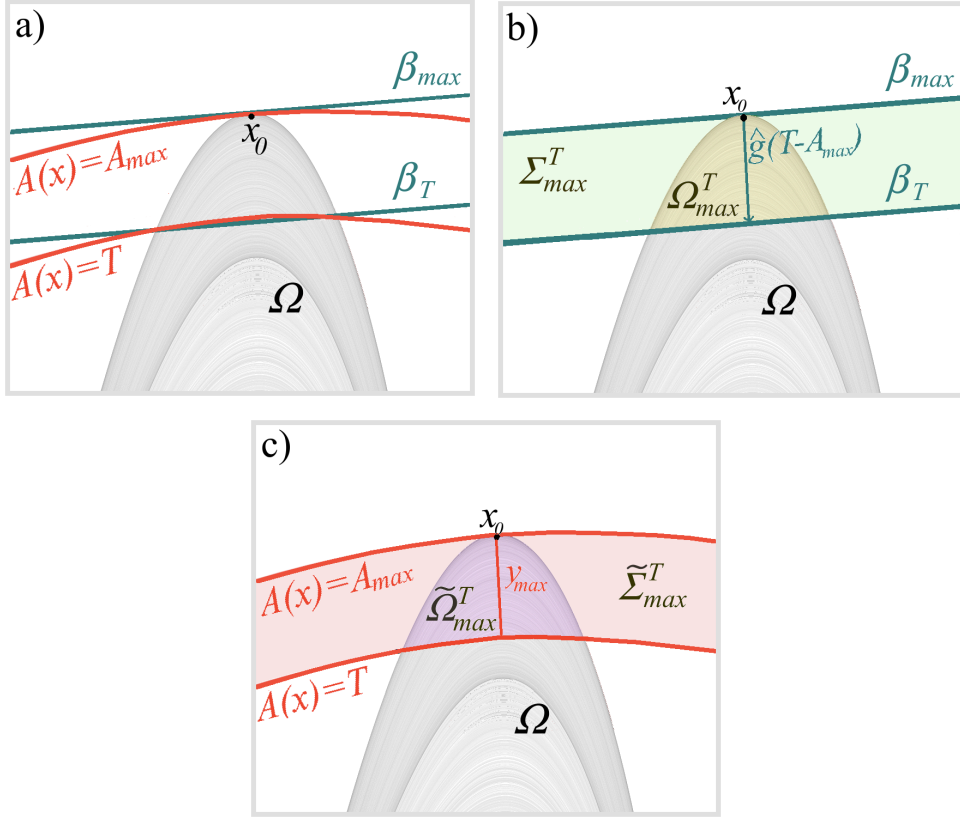 a)
β_max
x_0
A(x)=A_max
β_T
A(x)=T
Ω
b)
β_max
x_0
ĝ(T-A_max)
Σ^T_max
Ω^T_max
β_T
Ω
c)
x_0
A(x)=A_max
y_max
Ω̃^T_max
Σ̃^T_max
A(x)=T
Ω